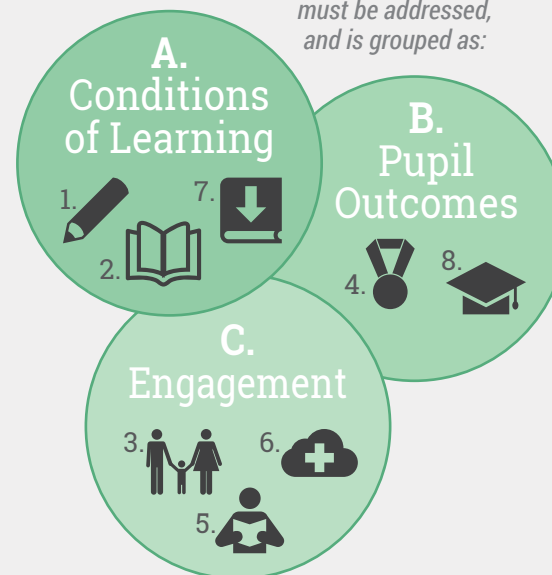 must be addressed,
and is grouped as:
A.
Conditions
of Learning
1.
7.
2.
B.
Pupil
Outcomes
4.
8.
C.
Engagement
3.
6.
5.